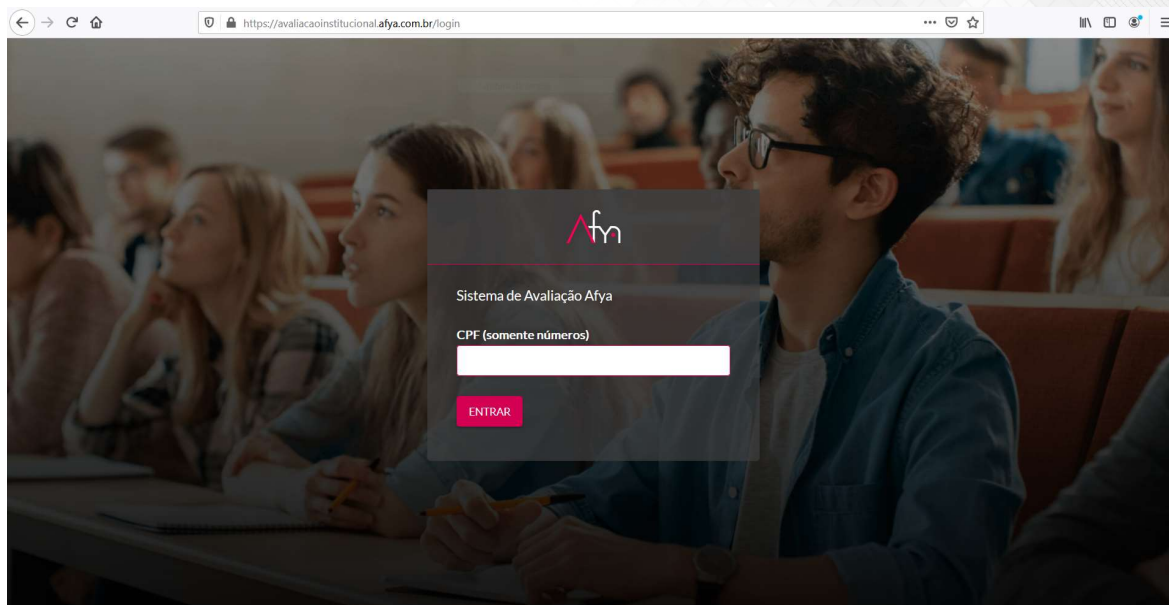 https://avaliacaoinstitucional.afya.com.br/login
Afya
Sistema de Avaliação Afya
CPF (somente números)
ENTRAR